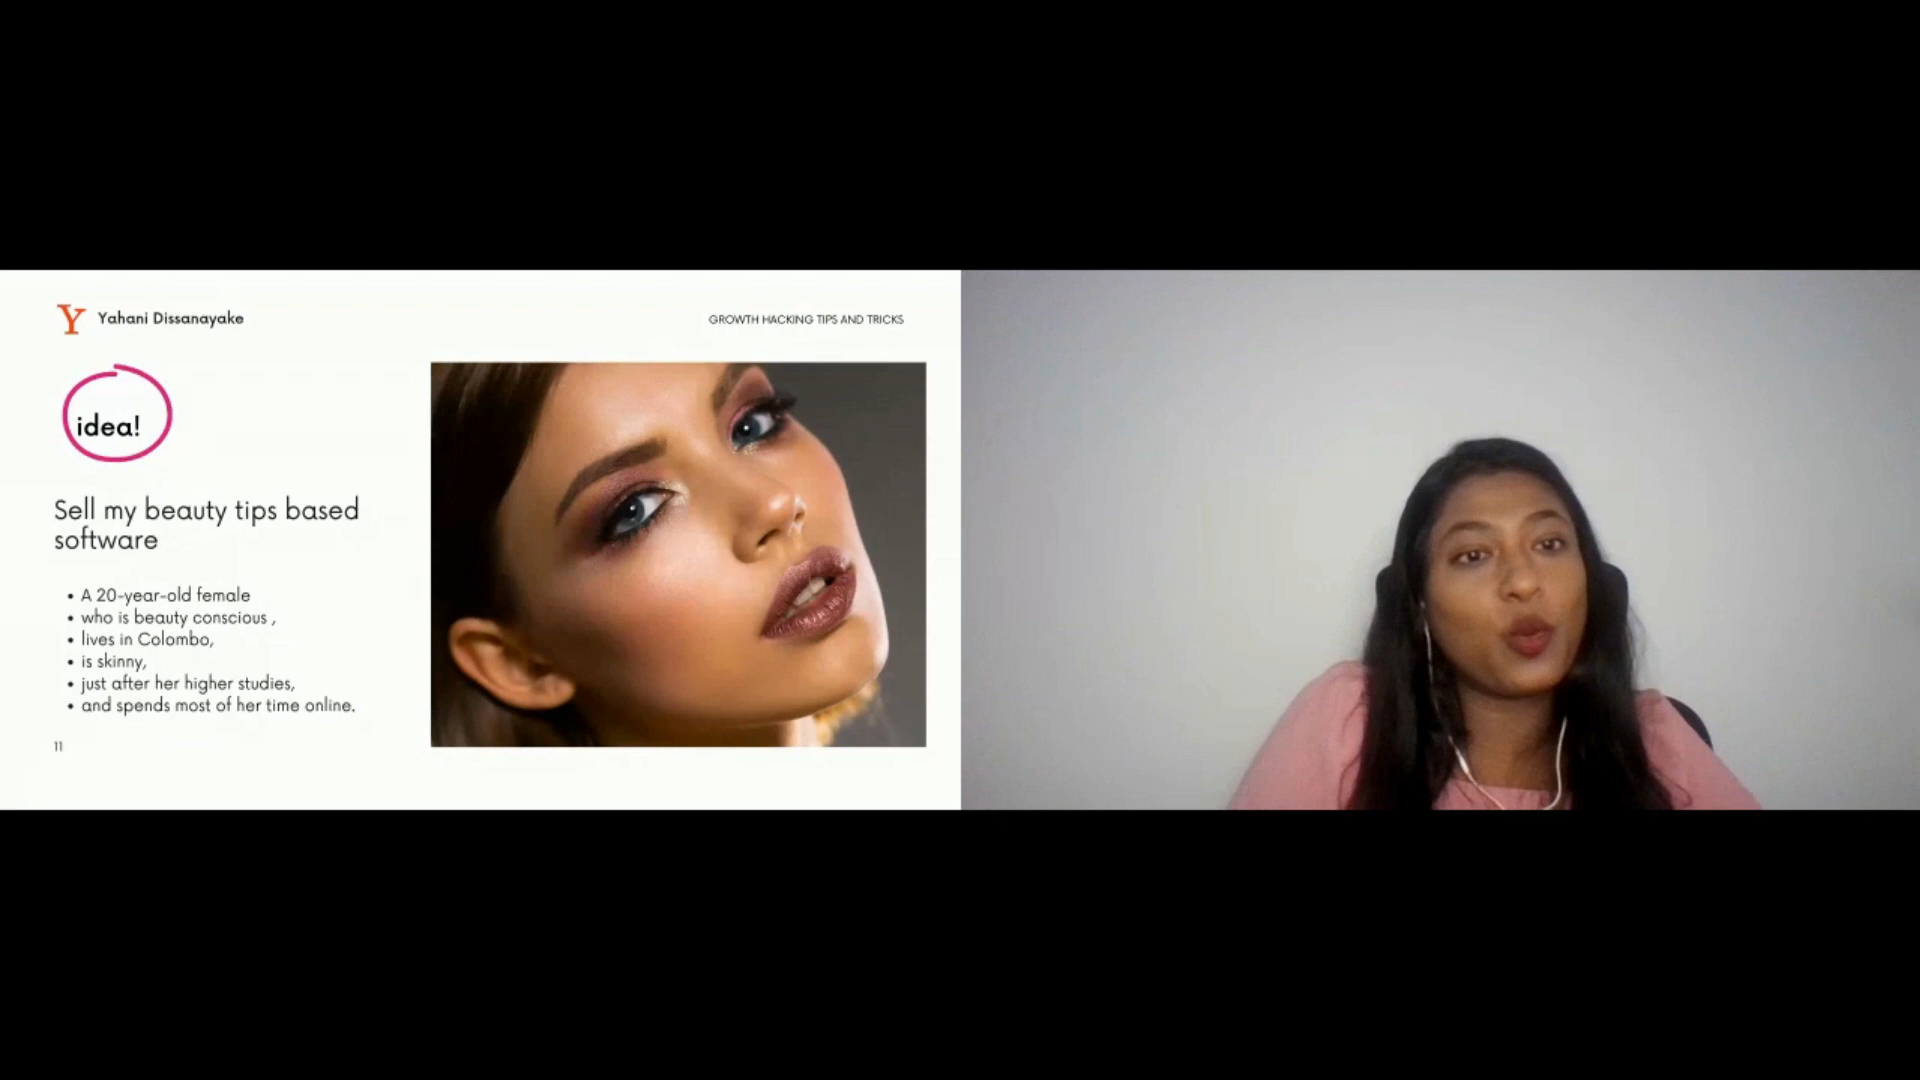 Y Yahani Dissanayake
GROWTH HACKING TIPS AND TRICKS
idea!
Sell my beauty tips based
software
• A 20-year-old female
• who is beauty conscious ,
• lives in Colombo,
• is skinny,
• just after her higher studies,
• and spends most of her time online.
11